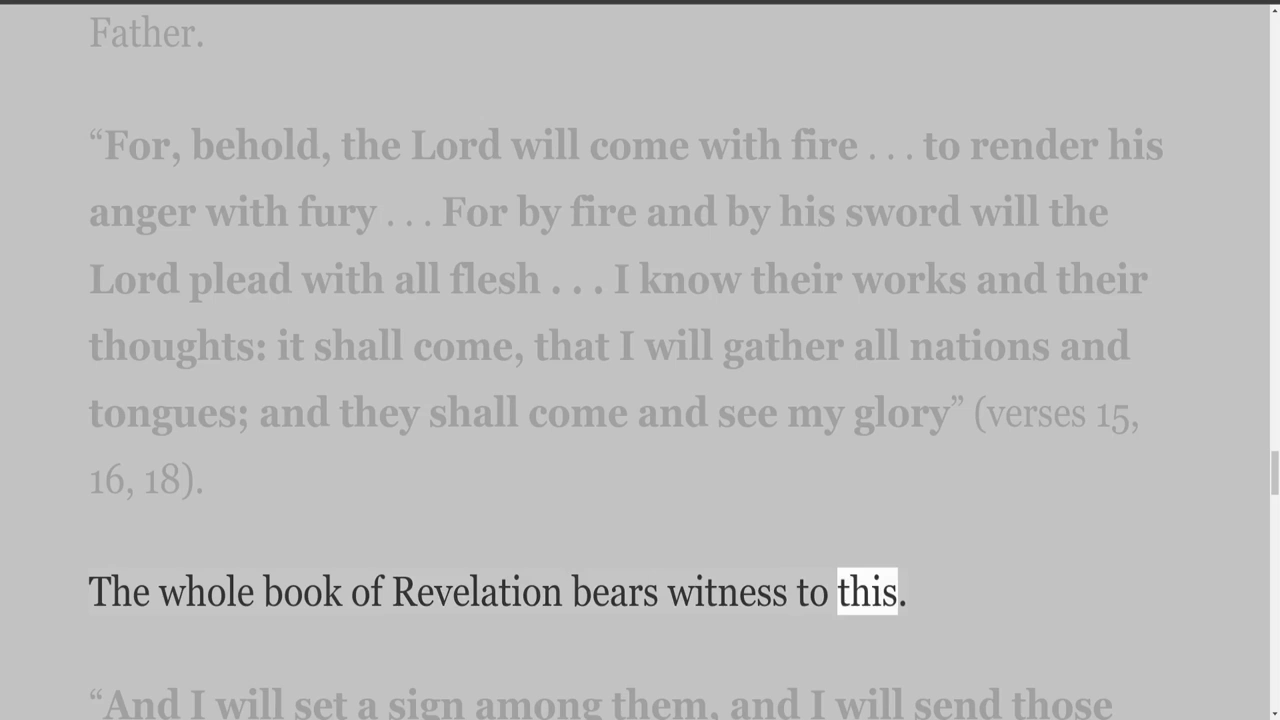 Father.
“For, behold, the Lord will come with fire . . . to render his
anger with fury . . . For by fire and by his sword will the
Lord plead with all flesh . . . I know their works and their
thoughts: it shall come, that I will gather all nations and
tongues; and they shall come and see my glory” (verses 15,
16, 18).
The whole book of Revelation bears witness to this.
“And I will set a sign among them, and I will send those